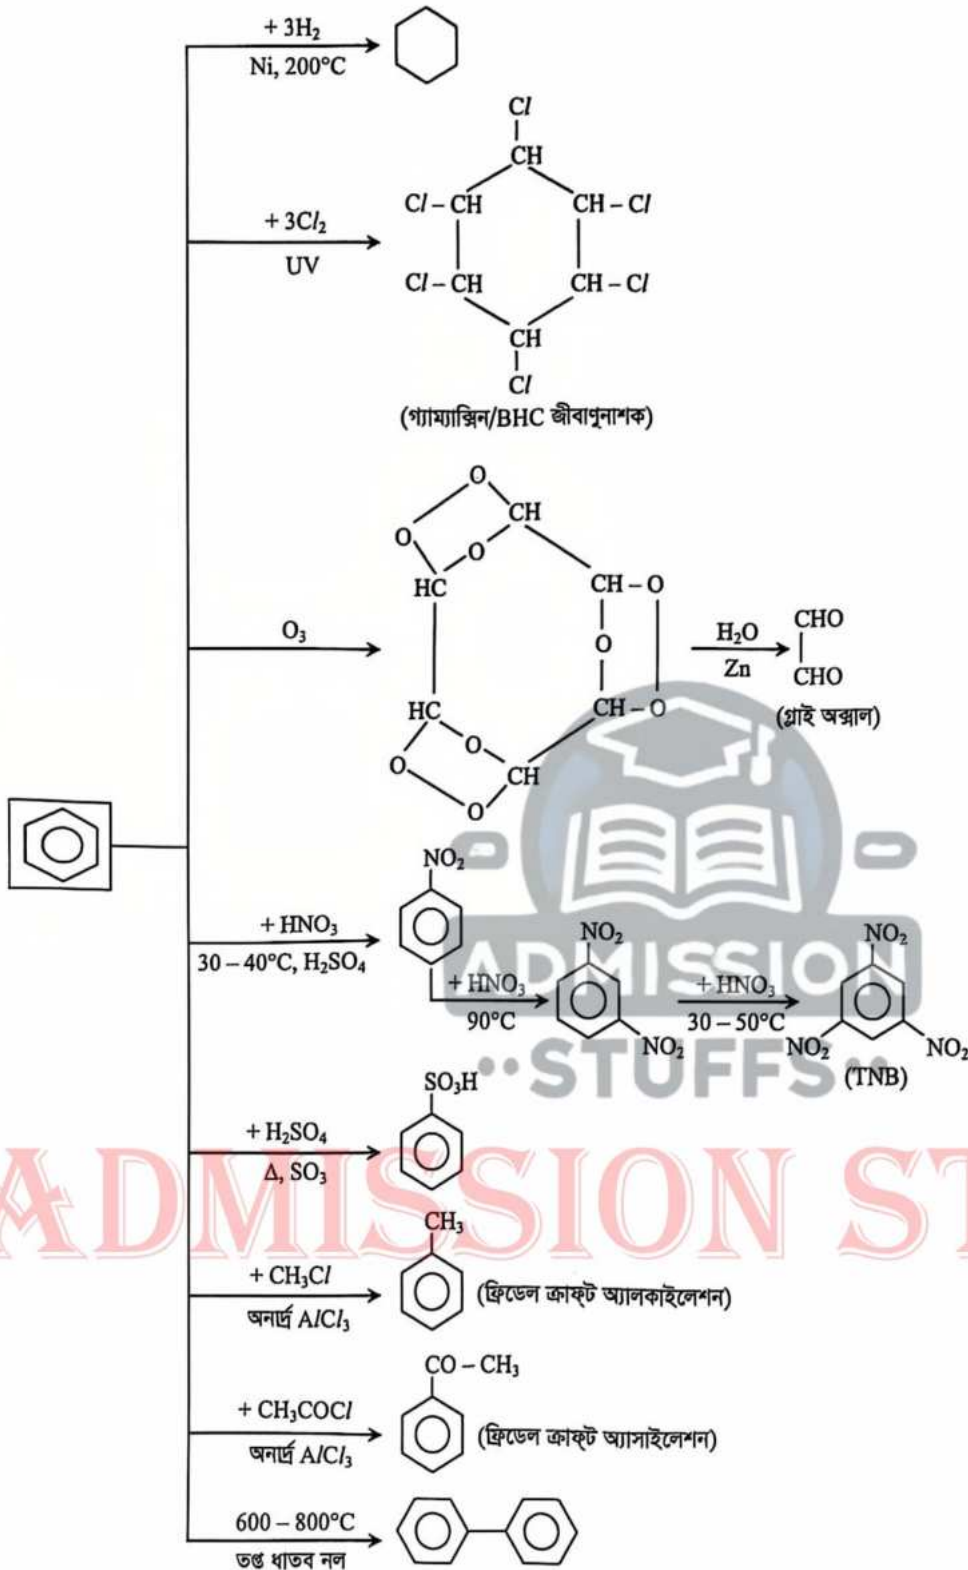 + 3H₂
Ni, 200°C
Cl
CH
Cl – CH CH – Cl
+ 3Cl₂
UV
Cl – CH CH – Cl
CH
Cl
(গ্যাম্যাক্সিন/BHC জীবাণুনাশক)
O
CH
O
O
HC
CH – O
O₃
O
H₂O
Zn
CHO
CHO
(গ্লাই অক্সাল)
HC
CH – O
O
O
CH
O
NO₂
+ HNO₃
30 – 40°C, H₂SO₄
+ HNO₃
90°C
NO₂
NO₂
+ HNO₃
30 – 50°C
NO₂
NO₂
NO₂
(TNB)
ADMISSION
STUFFS
SO₃H
+ H₂SO₄
Δ, SO₃
ADMISSION ST
CH₃
+ CH₃Cl
অনার্দ্র AlCl₃
(ফ্রিডেল ক্রাফ্‌ট অ্যালকাইলেশন)
CO – CH₃
+ CH₃COCl
অনার্দ্র AlCl₃
(ফ্রিডেল ক্রাফ্‌ট অ্যাসাইলেশন)
600 – 800°C
তপ্ত ধাতব নল